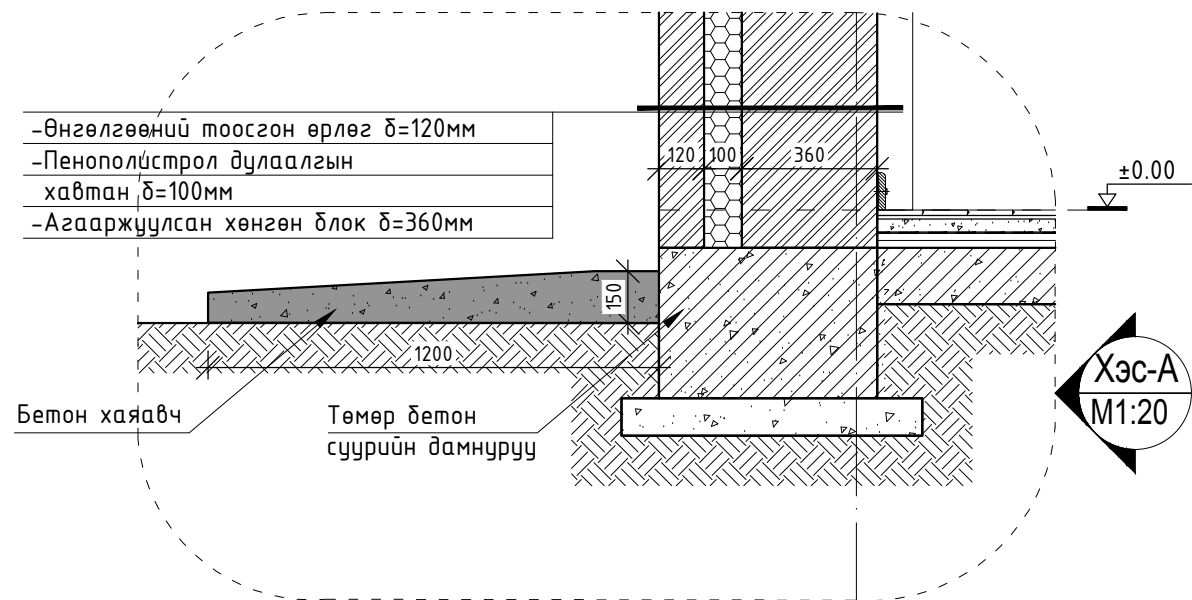 -Өнгөлгөөний тоосгон өрлөг δ=120мм
-Пенополистрол дулаалгын
хавтан δ=100мм
-Агааржуулсан хөнгөн блок δ=360мм
120 100 360
±0.00
150
1200
Бетон хаяавч
Төмөр бетон
суурийн дамнуруу
Хэс-А
М1:20